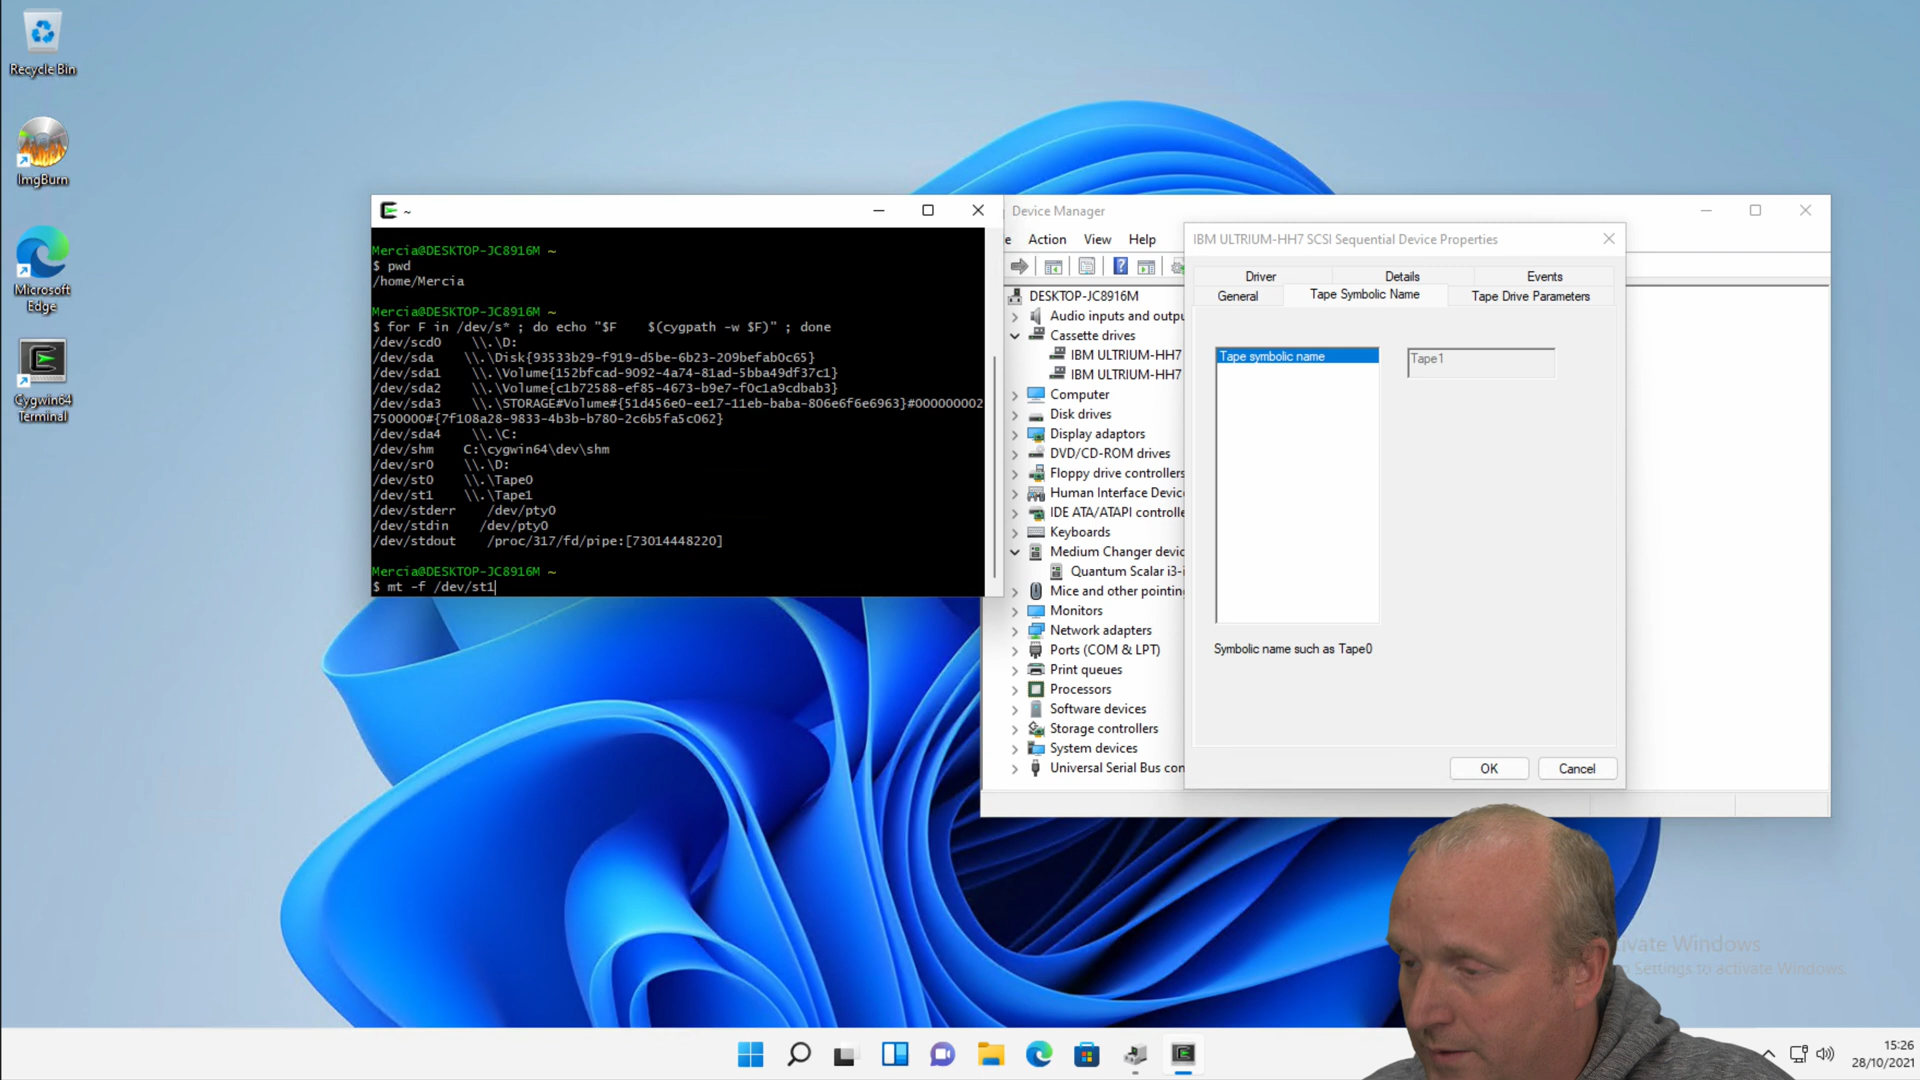 Recycle Bin
ImgBurn
Microsoft
Edge
Cygwin64
Terminal
~
Mercia@DESKTOP-JC8916M ~
$ pwd
/home/Mercia
Mercia@DESKTOP-JC8916M ~
$ for F in /dev/s* ; do echo "$F    $(cygpath -w $F)" ; done
/dev/scd0    \\.\D:
/dev/sda    \\.\Disk{93533b29-f919-d5be-6b23-209befab0c65}
/dev/sda1    \\.\Volume{152bfcad-9092-4a74-81ad-5bba49df37c1}
/dev/sda2    \\.\Volume{c1b72588-ef85-4673-b9e7-f0c1a9cdbab3}
/dev/sda3    \\.\STORAGE#Volume#{51d456e0-ee17-11eb-baba-806e6f6e6963}#000000002
7500000#{7f108a28-9833-4b3b-b780-2c6b5fa5c062}
/dev/sda4    \\.\C:
/dev/shm    C:\cygwin64\dev\shm
/dev/sr0    \\.\D:
/dev/st0    \\.\Tape0
/dev/st1    \\.\Tape1
/dev/stderr    /dev/pty0
/dev/stdin    /dev/pty0
/dev/stdout    /proc/317/fd/pipe:[73014448220]
Mercia@DESKTOP-JC8916M ~
$ mt -f /dev/st1
Device Manager
e Action View Help
DESKTOP-JC8916M
Audio inputs and outpu
Cassette drives
IBM ULTRIUM-HH7
IBM ULTRIUM-HH7
Computer
Disk drives
Display adaptors
DVD/CD-ROM drives
Floppy drive controllers
Human Interface Device
IDE ATA/ATAPI controlle
Keyboards
Medium Changer devic
Quantum Scalar i3-i
Mice and other pointing
Monitors
Network adapters
Ports (COM & LPT)
Print queues
Processors
Software devices
Storage controllers
System devices
Universal Serial Bus con
IBM ULTRIUM-HH7 SCSI Sequential Device Properties
Driver Details Events
General Tape Symbolic Name Tape Drive Parameters
Tape symbolic name
Tape1
Symbolic name such as Tape0
OK Cancel
ivate Windows
Settings to activate Windows.
15:26
28/10/2021